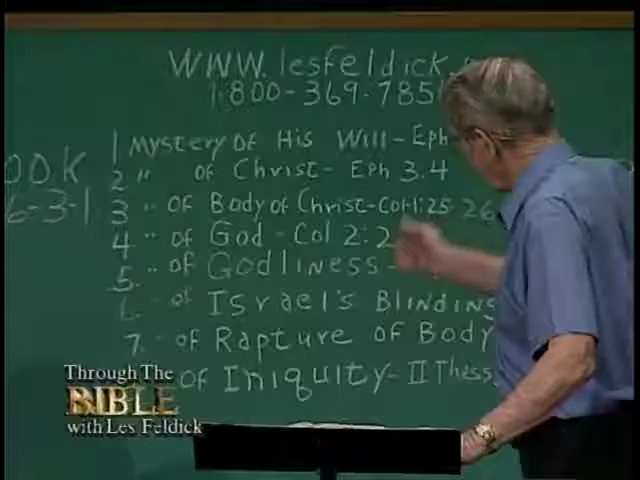 WWW.lesfeldick.
1-800-369-7851
OOK
6-3-1
1 Mystery Of His Will - Eph
2 " of Christ - Eph 3.4
3 " of Body of Christ - Col 1:25-26
4 " of God - Col 2:2
5. " of Godliness -
6. " of Israel's Blinding
7. " of Rapture of Body
of Iniquity - II Thess
Through The
BIBLE
with Les Feldick